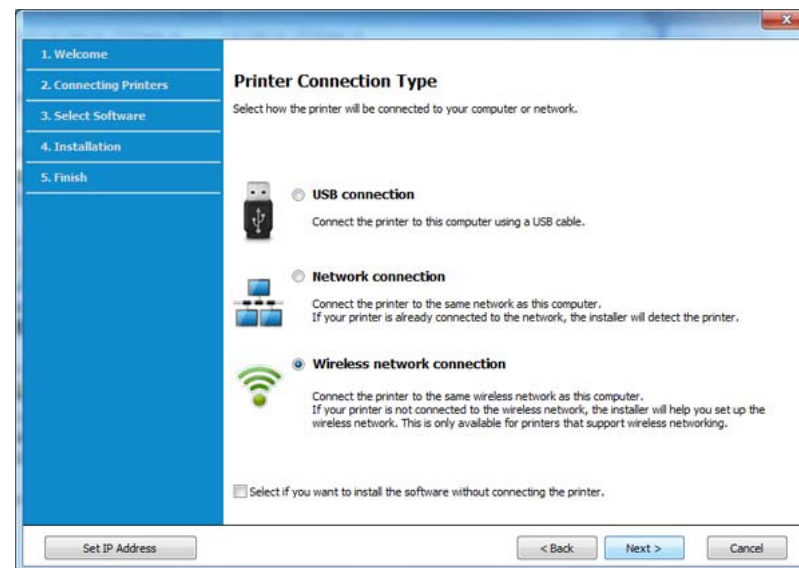 1. Welcome
2. Connecting Printers
3. Select Software
4. Installation
5. Finish
Printer Connection Type
Select how the printer will be connected to your computer or network.
USB connection
Connect the printer to this computer using a USB cable.
Network connection
Connect the printer to the same network as this computer.
If your printer is already connected to the network, the installer will detect the printer.
Wireless network connection
Connect the printer to the same wireless network as this computer.
If your printer is not connected to the wireless network, the installer will help you set up the
wireless network. This is only available for printers that support wireless networking.
Select if you want to install the software without connecting the printer.
Set IP Address
< Back
Next >
Cancel